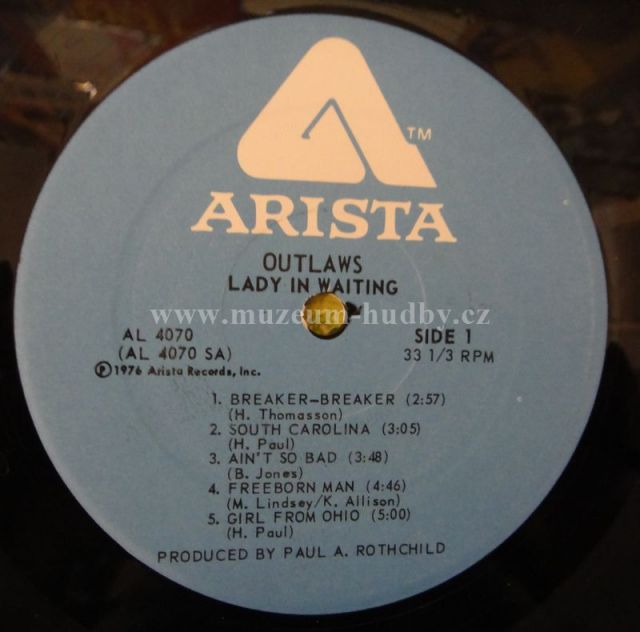 TM
ARISTA
OUTLAWS
LADY IN WAITING
www.muzeum-hudby.cz
AL 4070
(AL 4070 SA)
℗1976 Arista Records, Inc.
SIDE 1
33 1/3 RPM
1. BREAKER-BREAKER (2:57)
(H. Thomasson)
2. SOUTH CAROLINA (3:05)
(H. Paul)
3. AIN'T SO BAD (3:48)
(B. Jones)
4. FREEBORN MAN (4:46)
(M. Lindsey/K. Allison)
5. GIRL FROM OHIO (5:00)
(H. Paul)
PRODUCED BY PAUL A. ROTHCHILD